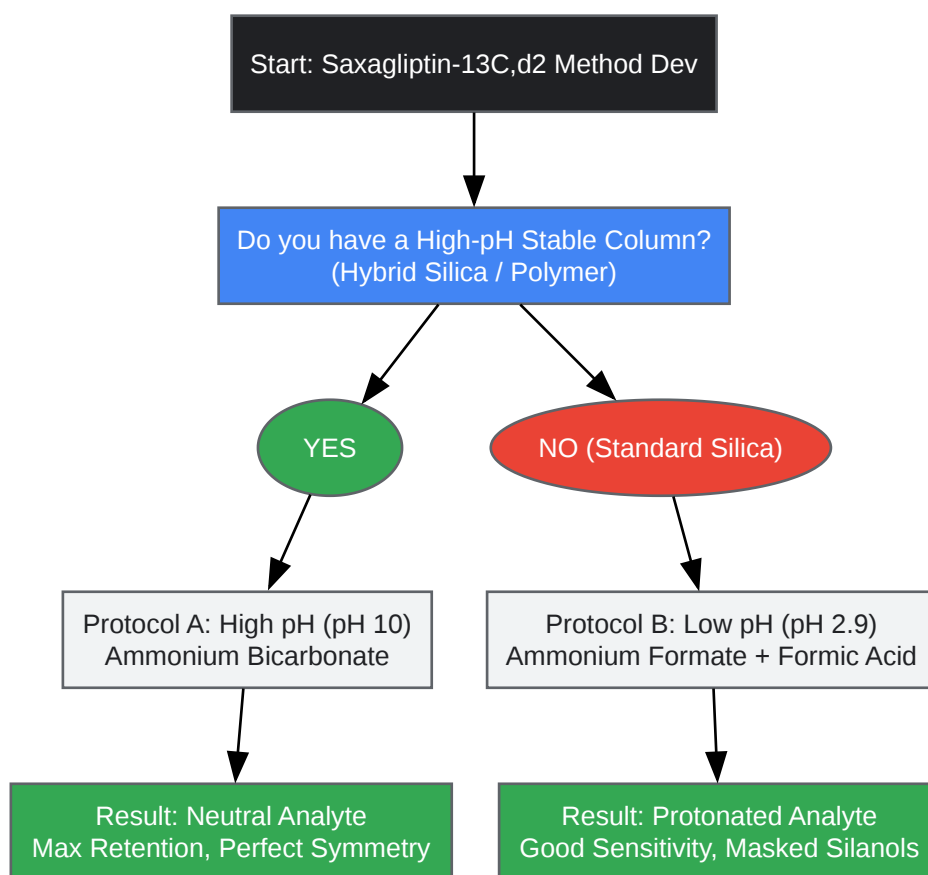 Start: Saxagliptin-13C,d2 Method Dev
Do you have a High-pH Stable Column?
(Hybrid Silica / Polymer)
YES
NO (Standard Silica)
Protocol A: High pH (pH 10)
Ammonium Bicarbonate
Protocol B: Low pH (pH 2.9)
Ammonium Formate + Formic Acid
Result: Neutral Analyte
Max Retention, Perfect Symmetry
Result: Protonated Analyte
Good Sensitivity, Masked Silanols